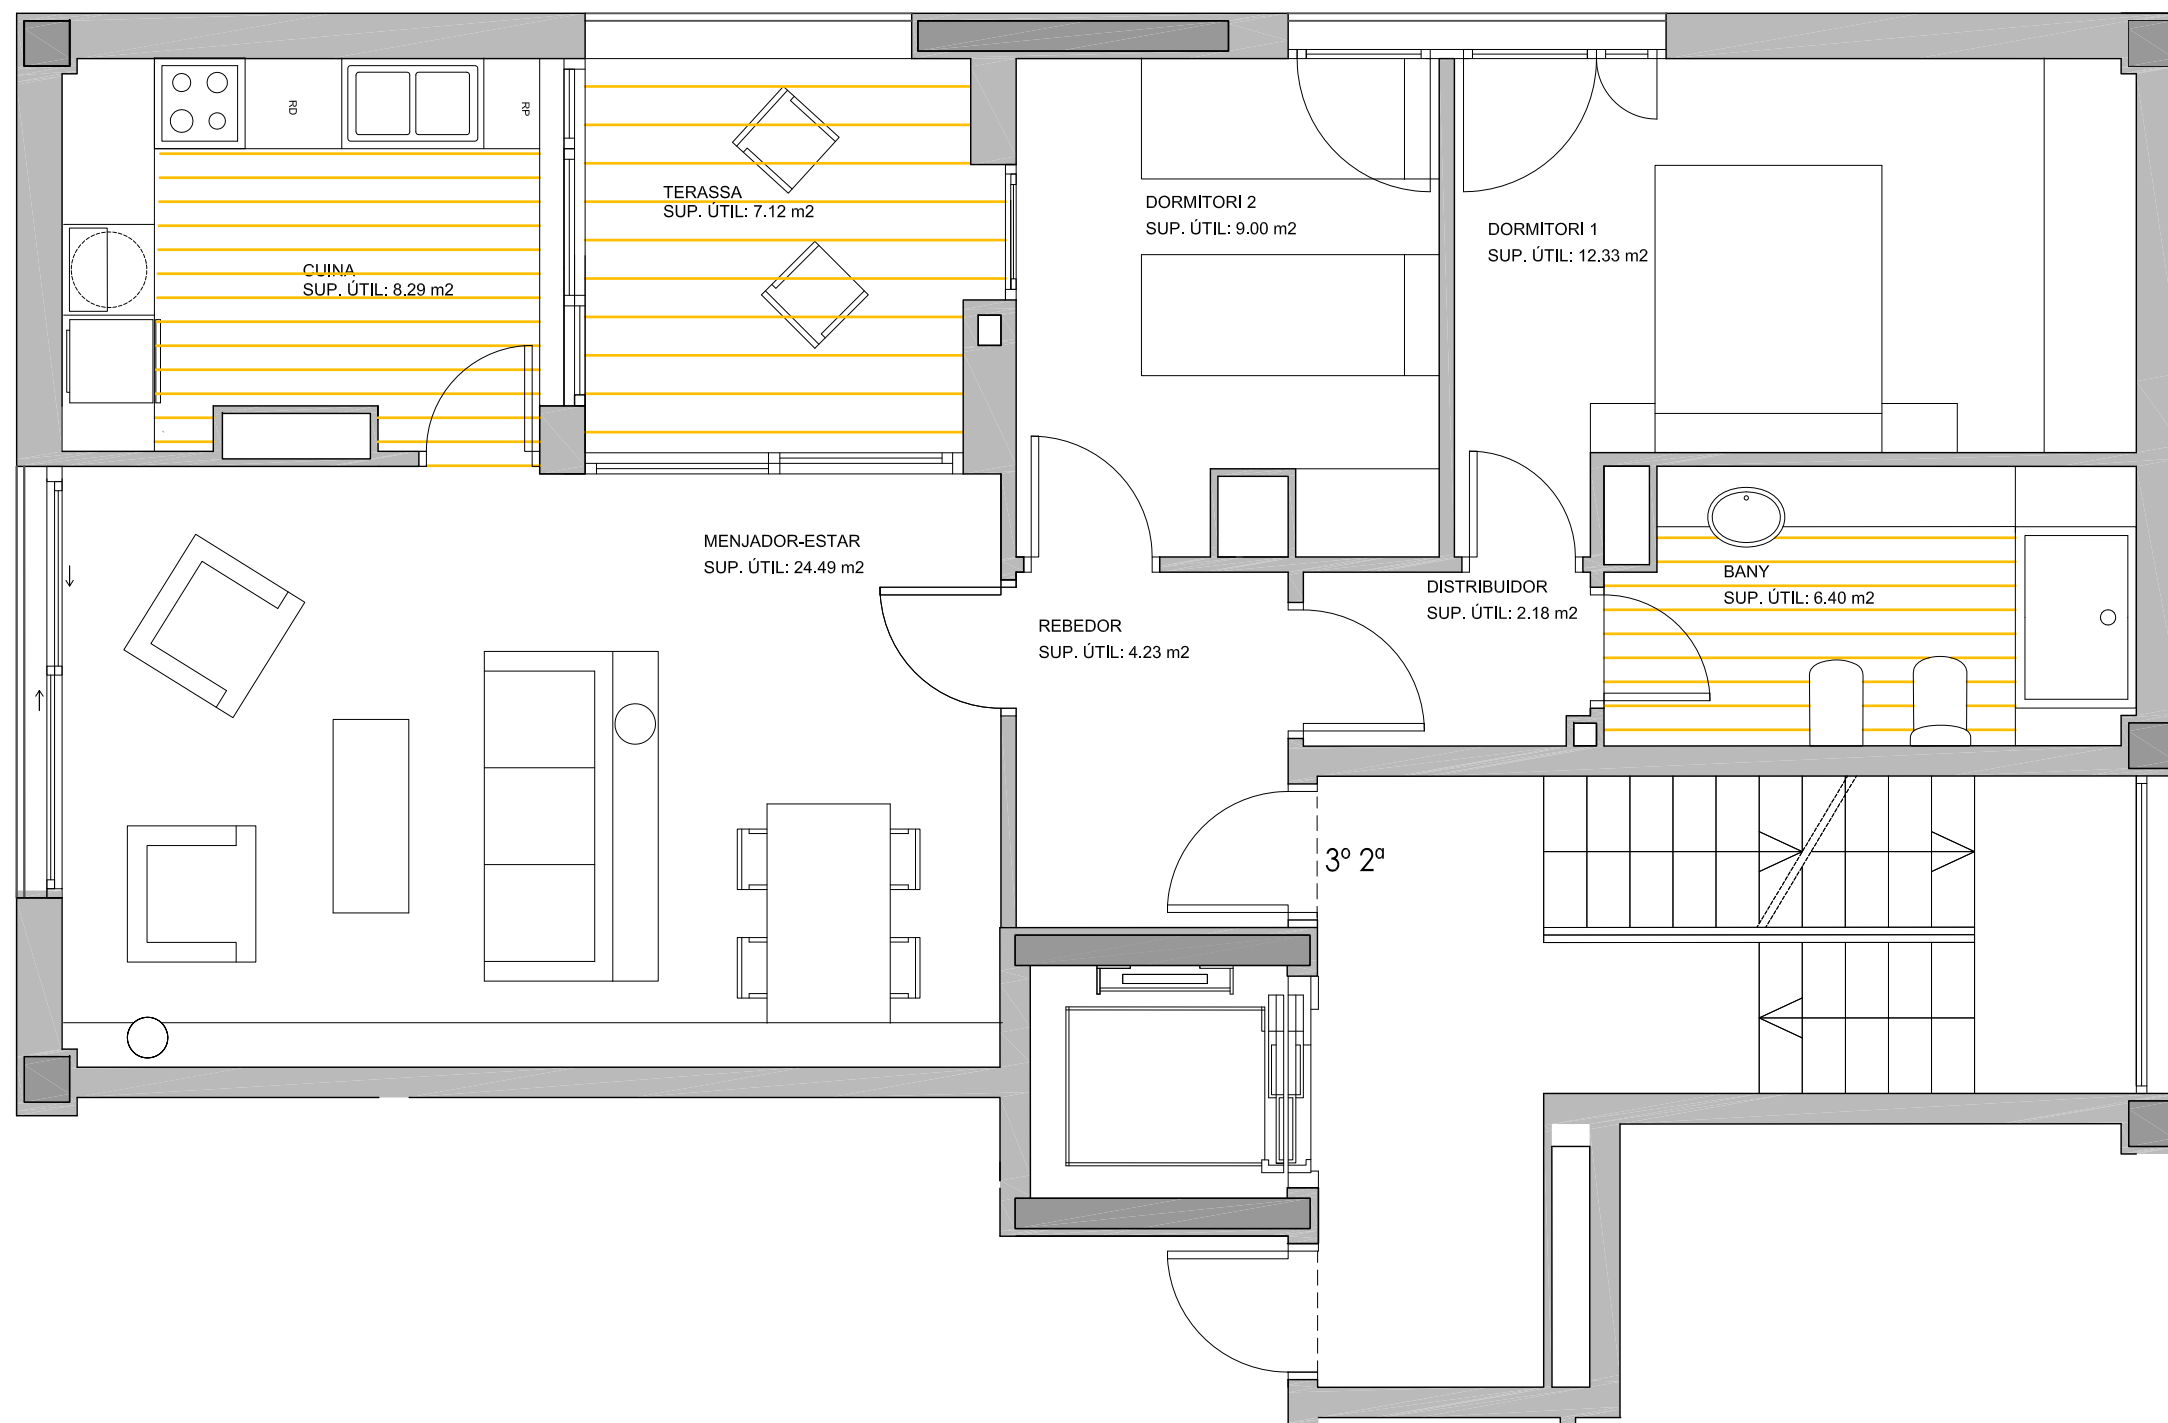 RD
RP
TERASSA
SUP. ÚTIL: 7.12 m2
DORMITORI 2
SUP. ÚTIL: 9.00 m2
DORMITORI 1
SUP. ÚTIL: 12.33 m2
CUINA
SUP. ÚTIL: 8.29 m2
MENJADOR-ESTAR
SUP. ÚTIL: 24.49 m2
BANY
SUP. ÚTIL: 6.40 m2
DISTRIBUIDOR
SUP. ÚTIL: 2.18 m2
REBEDOR
SUP. ÚTIL: 4.23 m2
3º 2ª